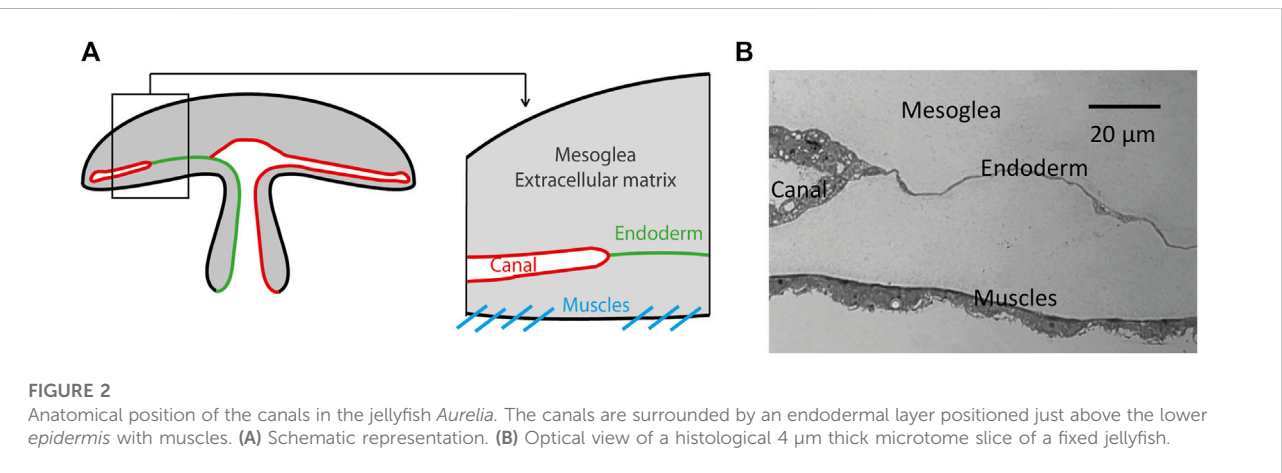 A
Mesoglea
Extracellular matrix
Endoderm
Canal
Muscles
B
Mesoglea
20 µm
Endoderm
Canal
Muscles
FIGURE 2
Anatomical position of the canals in the jellyfish Aurelia. The canals are surrounded by an endodermal layer positioned just above the lower
epidermis with muscles. (A) Schematic representation. (B) Optical view of a histological 4 µm thick microtome slice of a fixed jellyfish.